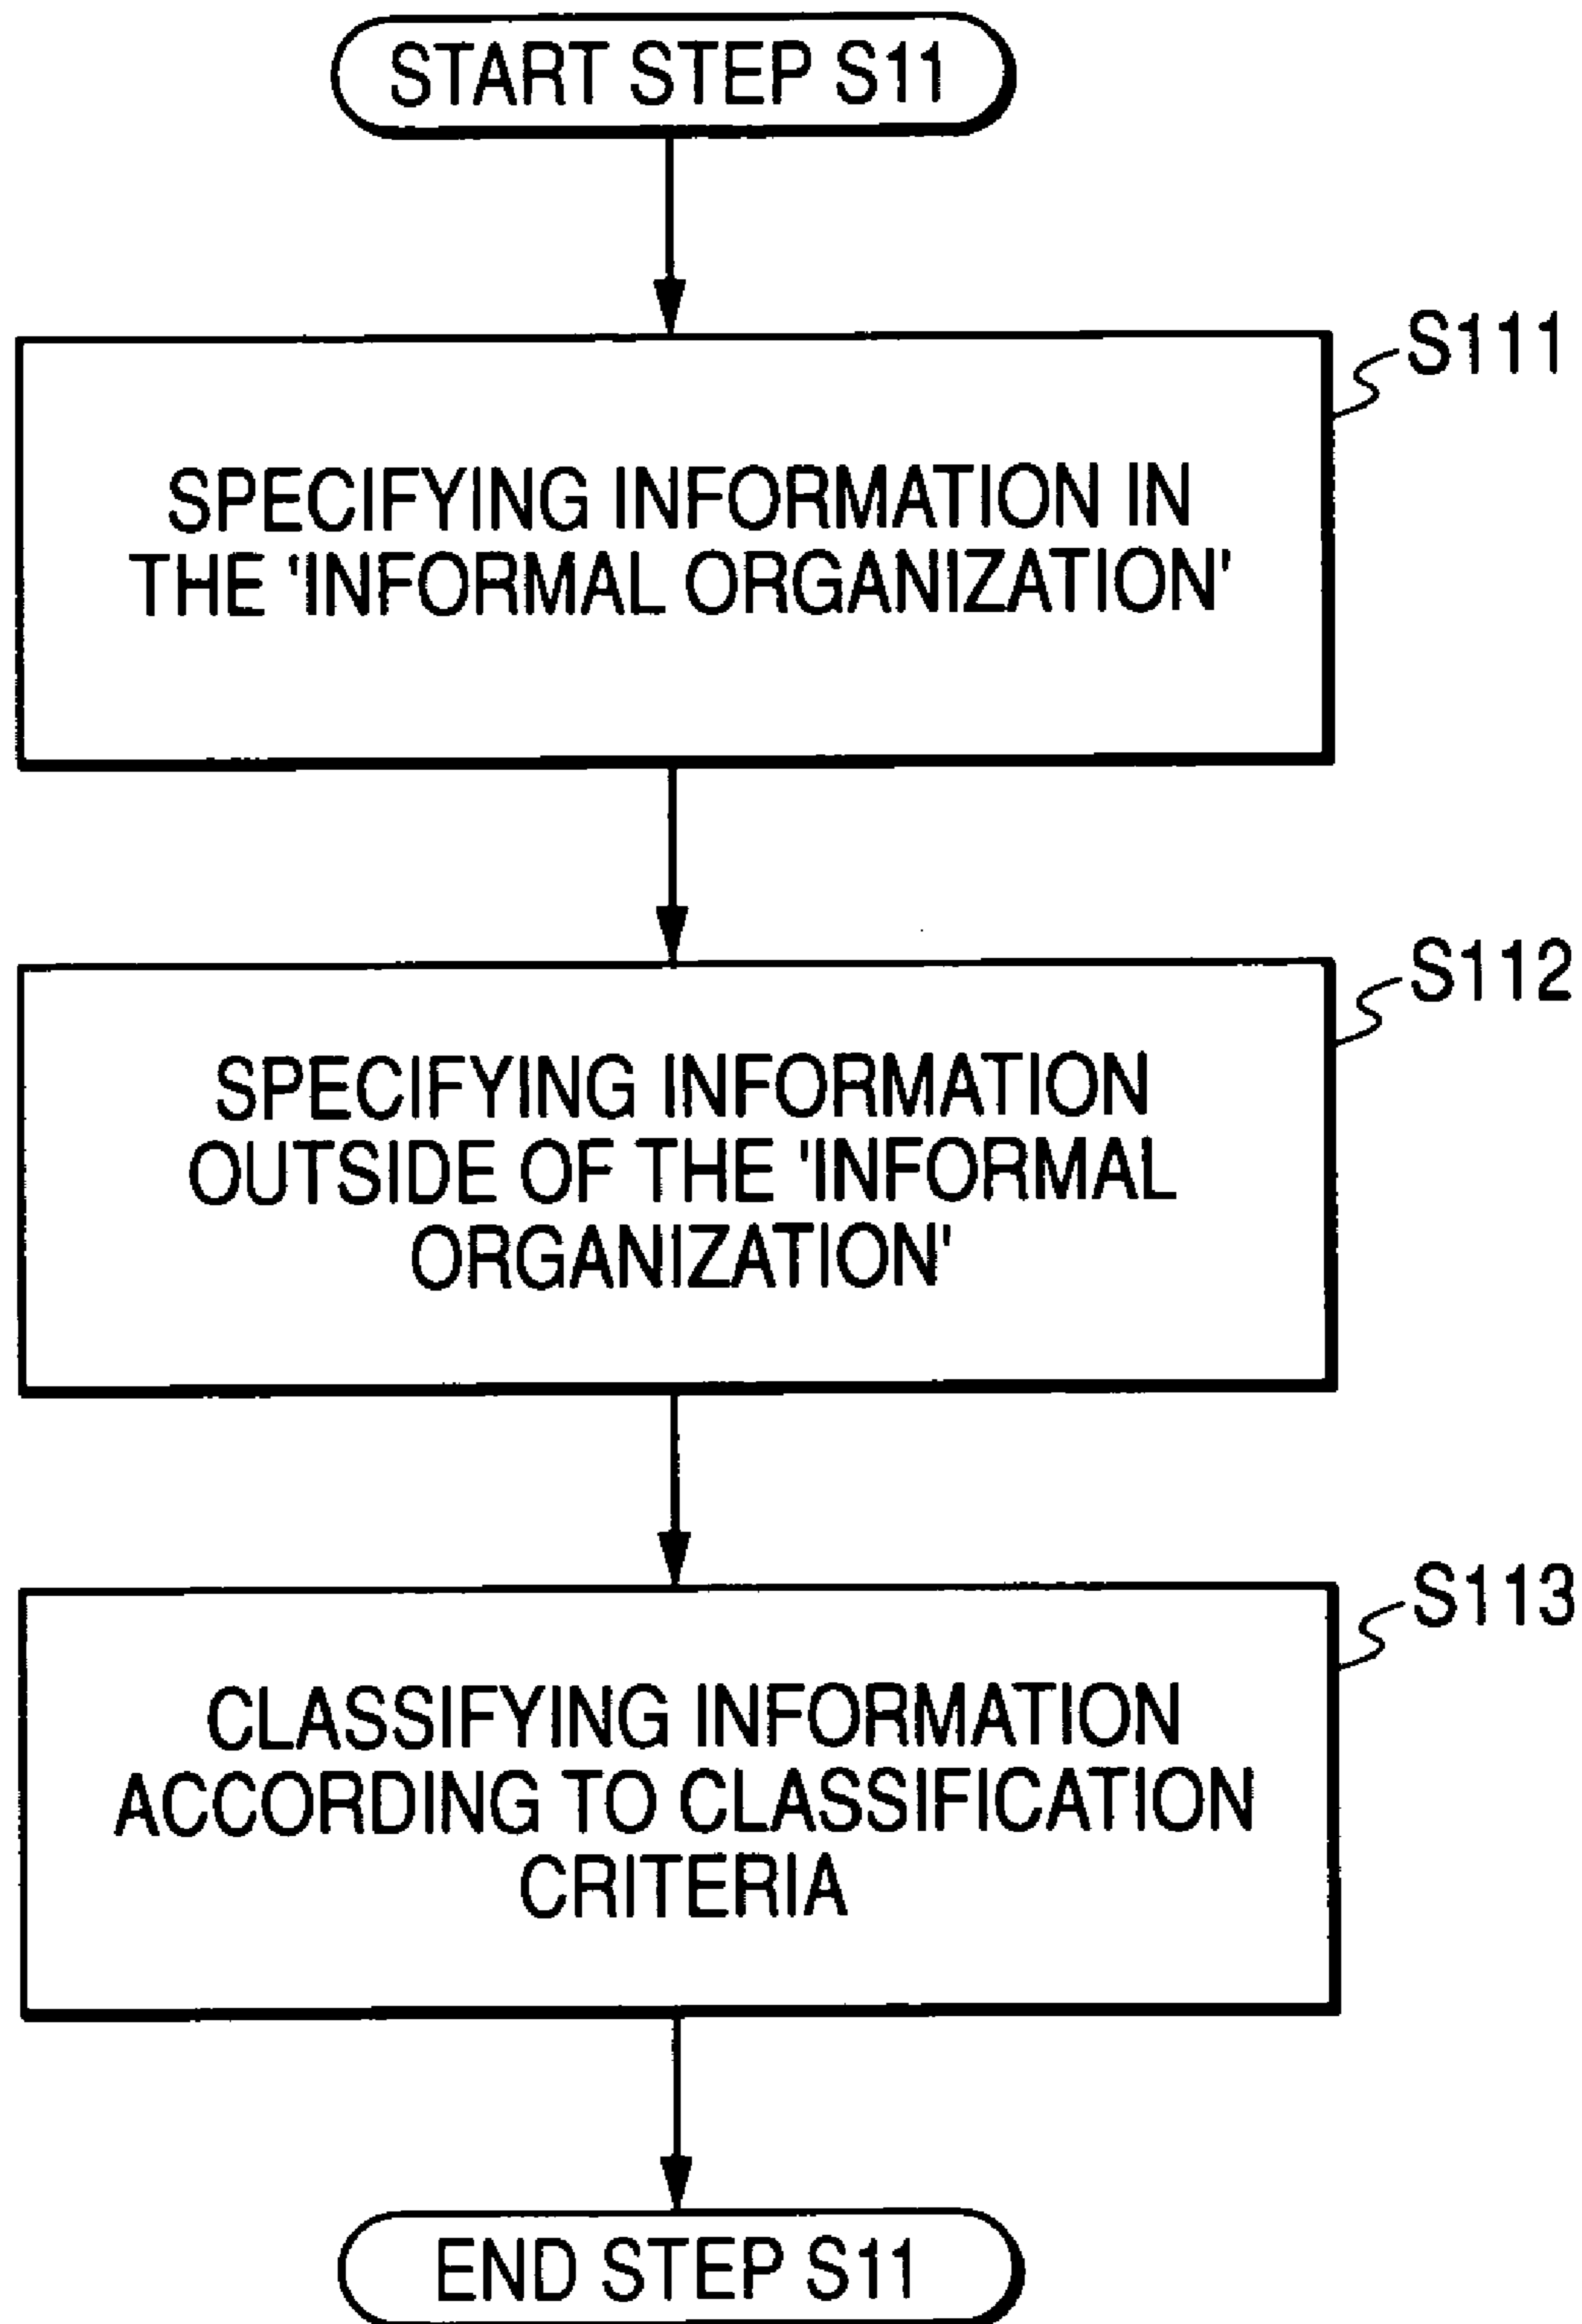 START STEP S11
S111
SPECIFYING INFORMATION IN
THE 'INFORMAL ORGANIZATION'
S112
SPECIFYING INFORMATION
OUTSIDE OF THE 'INFORMAL
ORGANIZATION'
S113
CLASSIFYING INFORMATION
ACCORDING TO CLASSIFICATION
CRITERIA
END STEP S11